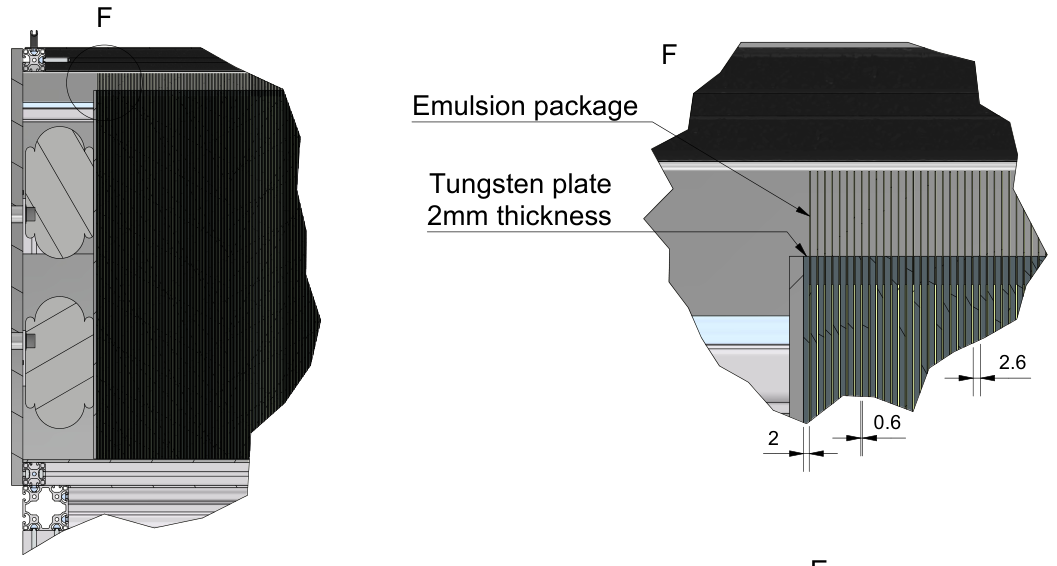 F
F
Emulsion package
Tungsten plate
2mm thickness
2.6
0.6
2
F